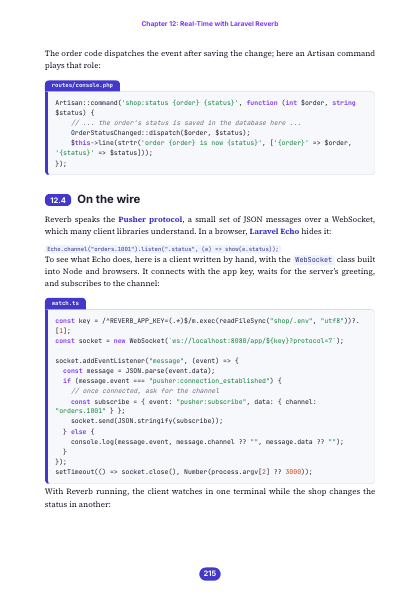 Chapter 12: Real-Time with Laravel Reverb
The order code dispatches the event after saving the change; here an Artisan command
plays that role:
routes/console.php
Artisan::command('shop:status {order} {status}', function (int $order, string
$status) {
    // ... the order's status is saved in the database here ...
    OrderStatusChanged::dispatch($order, $status);
    $this->line(strtr('order {order} is now {status}', ['{order}' => $order,
'{status}' => $status]));
});
12.4 On the wire
Reverb speaks the Pusher protocol, a small set of JSON messages over a WebSocket,
which many client libraries understand. In a browser, Laravel Echo hides it:
Echo.channel("orders.1001").listen(".status", (e) => show(e.status));
To see what Echo does, here is a client written by hand, with the WebSocket class built
into Node and browsers. It connects with the app key, waits for the server's greeting,
and subscribes to the channel:
watch.ts
const key = /^REVERB_APP_KEY=(.+)$/m.exec(readFileSync("shop/.env", "utf8"))?.
[1];
const socket = new WebSocket(`ws://localhost:8080/app/${key}?protocol=7`);
socket.addEventListener("message", (event) => {
  const message = JSON.parse(event.data);
  if (message.event === "pusher:connection_established") {
    // once connected, ask for the channel
    const subscribe = { event: "pusher:subscribe", data: { channel:
"orders.1001" } };
    socket.send(JSON.stringify(subscribe));
  } else {
    console.log(message.event, message.channel ?? "", message.data ?? "");
  }
});
setTimeout(() => socket.close(), Number(process.argv[2] ?? 3000));
With Reverb running, the client watches in one terminal while the shop changes the
status in another:
215